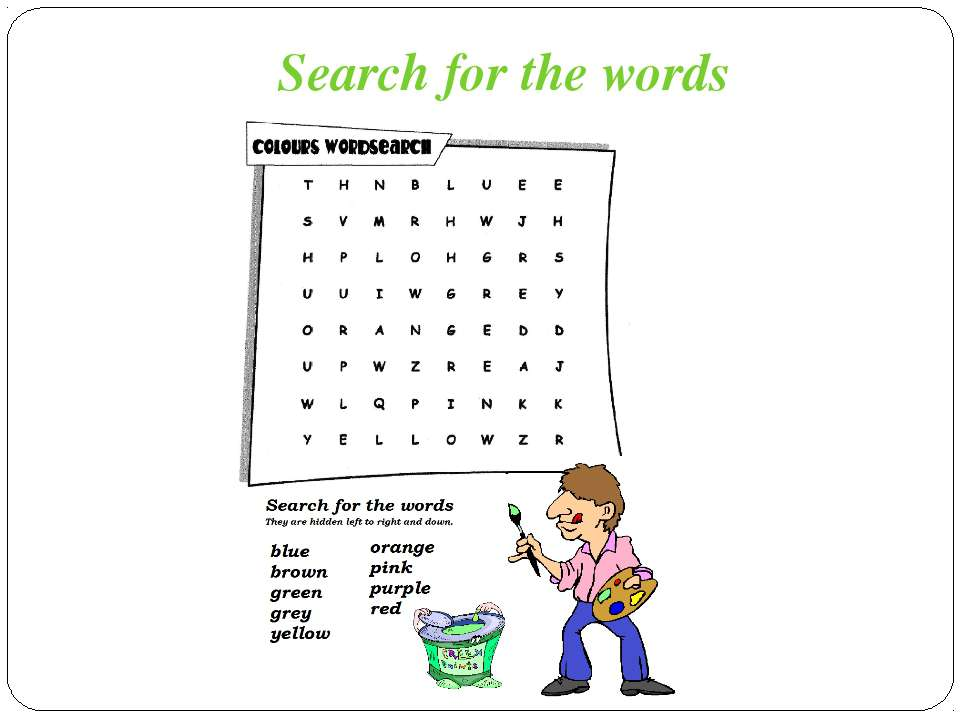 Search for the words
COLOURS WORDSEARCH
T H N B L U E E
S V M R H W J H
H P L O H G R S
U U I W G R E Y
O R A N G E D D
U P W Z R E A J
W L Q P I N K K
Y E L L O W Z R
Search for the words
They are hidden left to right and down.
blue
brown
green
grey
yellow
orange
pink
purple
red
GREEN
Paints